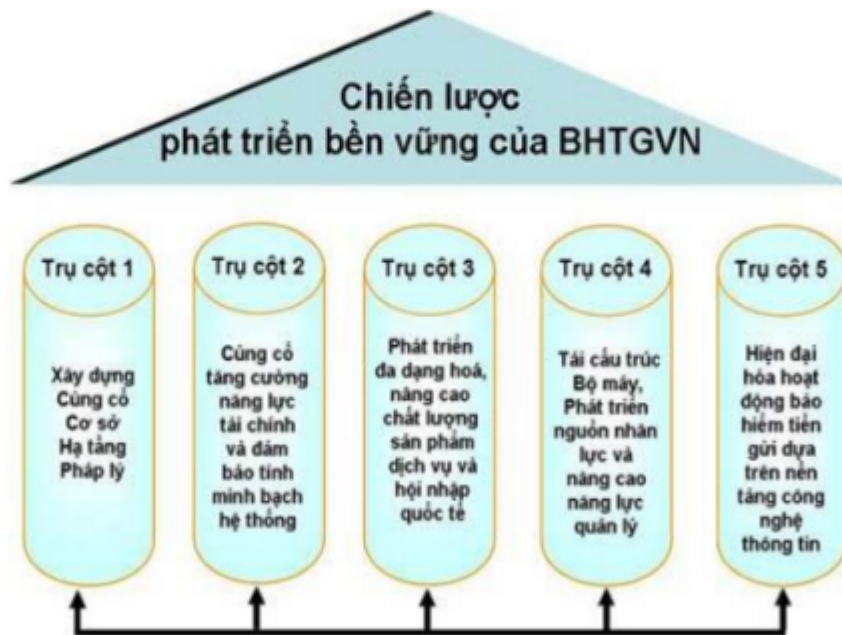 Chiến lược
phát triển bền vững của BHTGVN
Trụ cột 1
Xây dựng
Củng cố
Cơ sở
Hạ tầng
Pháp lý
Trụ cột 2
Củng cố
tăng cường
năng lực
tài chính
và đảm
bảo tính
minh bạch
hệ thống
Trụ cột 3
Phát triển
đa dạng hoá,
nâng cao
chất lượng
sản phẩm
dịch vụ và
hội nhập
quốc tế
Trụ cột 4
Tái cấu trúc
Bộ máy,
Phát triển
nguồn nhân
lực và
nâng cao
năng lực
quản lý
Trụ cột 5
Hiện đại
hóa hoạt
động bảo
hiểm tiền
gửi dựa
trên nền
tảng công
nghệ
thông tin